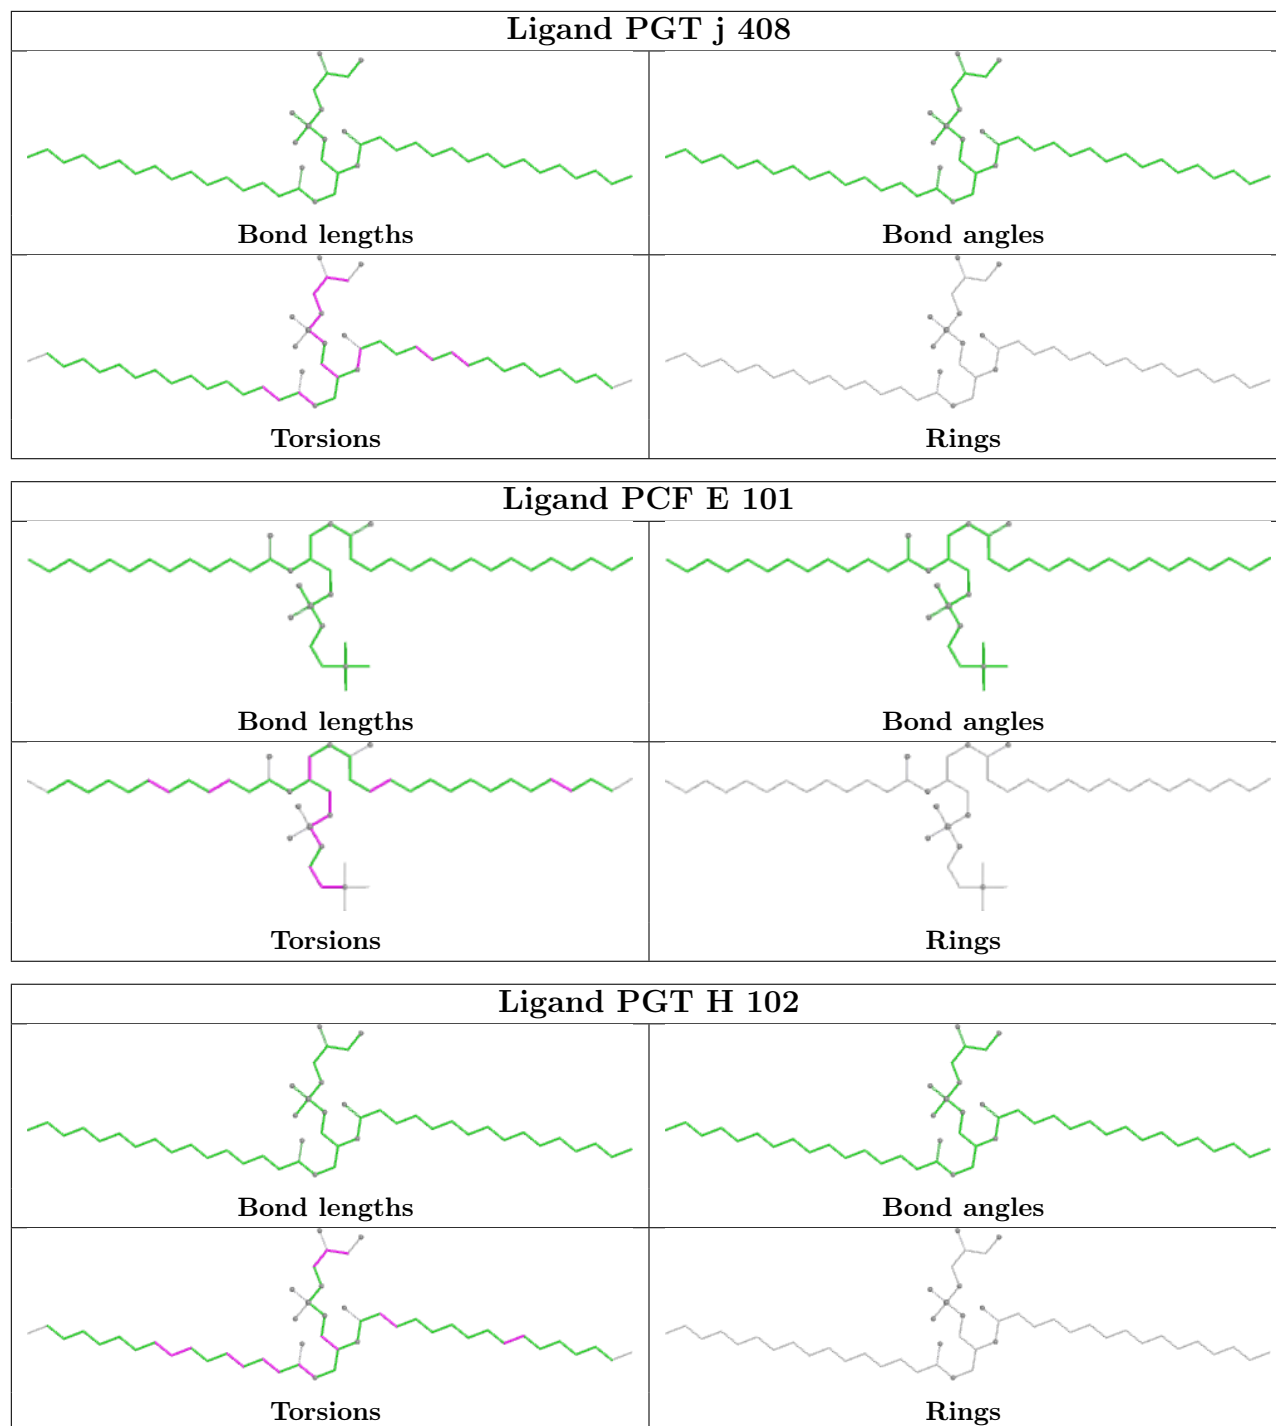 Ligand PGT j 408
Bond lengths
Bond angles
Torsions
Rings
Ligand PCF E 101
Bond lengths
Bond angles
Torsions
Rings
Ligand PGT H 102
Bond lengths
Bond angles
Torsions
Rings